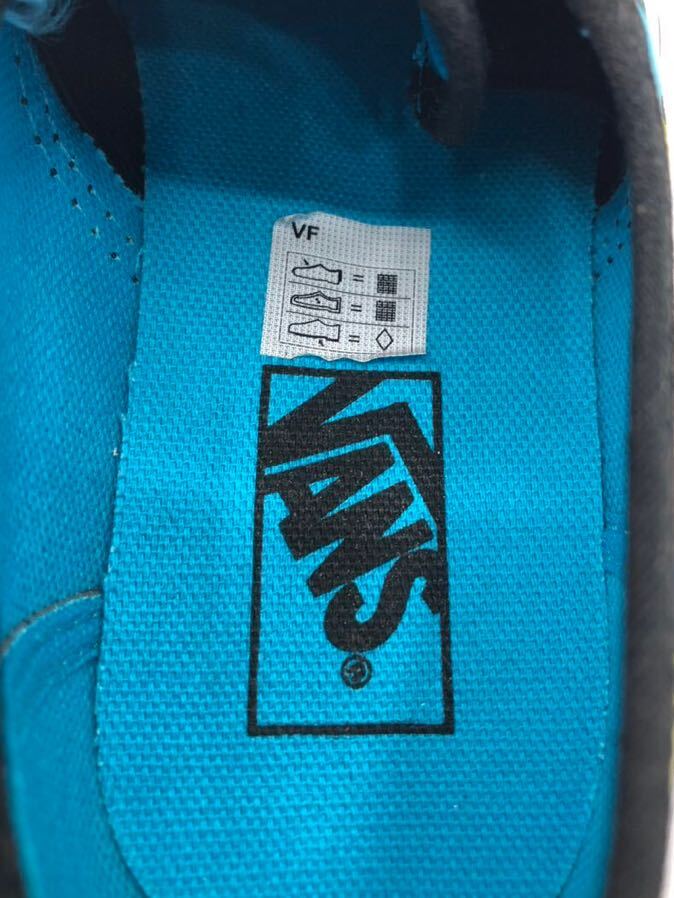 VF
=
=
=
VANS®